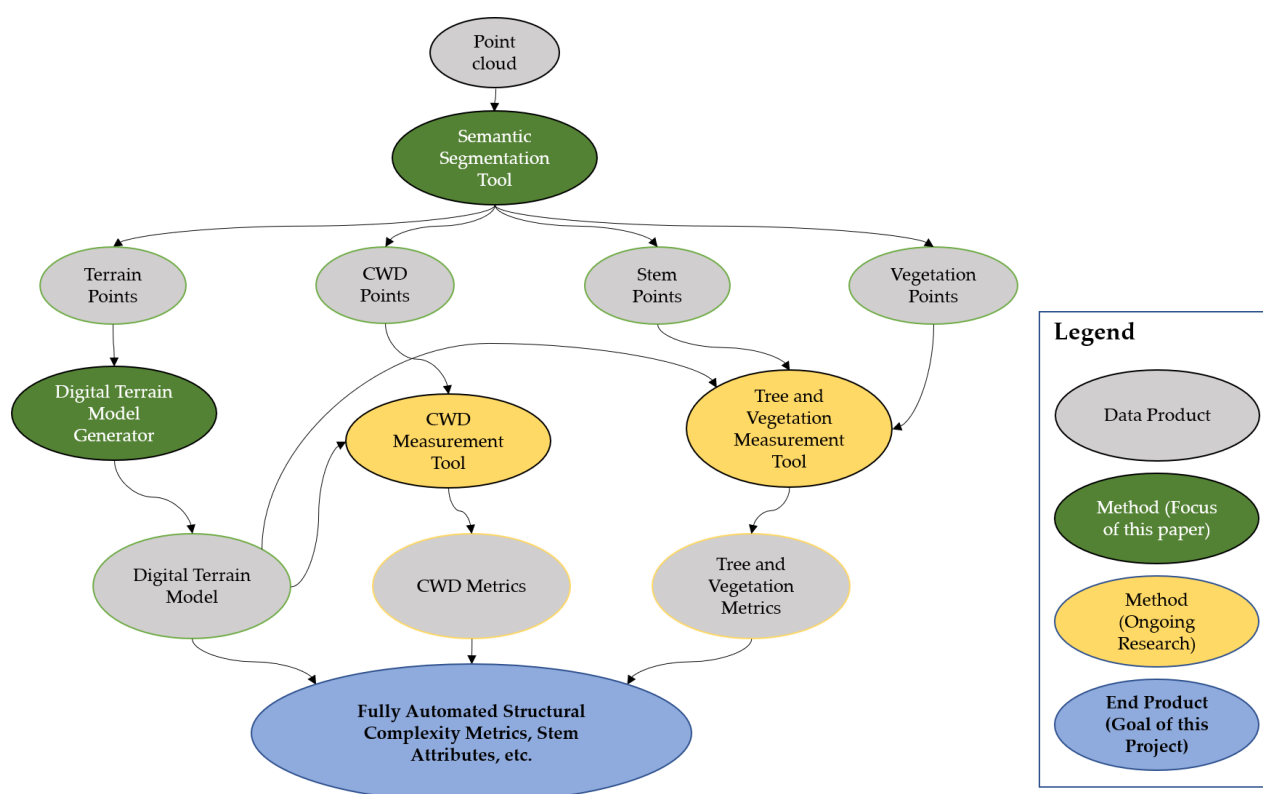 Point
cloud
Semantic
Segmentation
Tool
Terrain
Points
CWD
Points
Stem
Points
Vegetation
Points
Digital Terrain
Model
Generator
CWD
Measurement
Tool
Tree and
Vegetation
Measurement
Tool
Digital Terrain
Model
CWD Metrics
Tree and
Vegetation
Metrics
Fully Automated Structural
Complexity Metrics, Stem
Attributes, etc.
Legend
Data Product
Method (Focus
of this paper)
Method
(Ongoing
Research)
End Product
(Goal of this
Project)